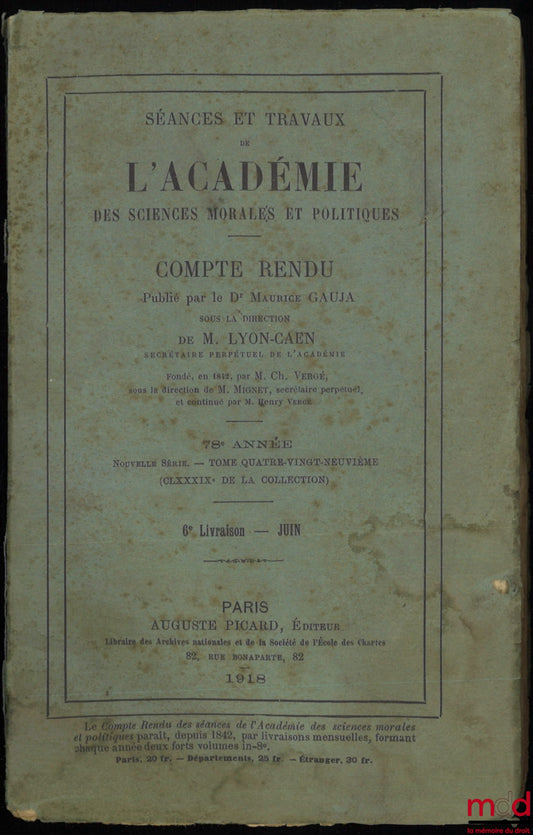 SÉANCES ET TRAVAUX
DE
L'ACADÉMIE
DES SCIENCES MORALES ET POLITIQUES
COMPTE RENDU
Publié par le Dr MAURICE GAUJA
SOUS LA DIRECTION
DE M. LYON-CAEN
SECRÉTAIRE PERPÉTUEL DE L'ACADÉMIE
Fondé, en 1842, par M. CH. VERGÉ,
sous la direction de M. MIGNET, secrétaire perpétuel,
et continué par M. Henry VERGÉ
78e ANNÉE
NOUVELLE SÉRIE. — TOME QUATRE-VINGT-NEUVIÈME
(CLXXXIXe DE LA COLLECTION)
6e Livraison — JUIN
PARIS
AUGUSTE PICARD, ÉDITEUR
Libraire des Archives nationales et de la Société de l'École des Chartes
82, RUE BONAPARTE, 82
1918
Le Compte Rendu des séances de l'Académie des sciences morales
et politiques paraît, depuis 1842, par livraisons mensuelles, formant
chaque année deux forts volumes in-8o.
Paris, 20 fr. — Départements, 25 fr. — Étranger, 30 fr.
mdd
la mémoire du droit